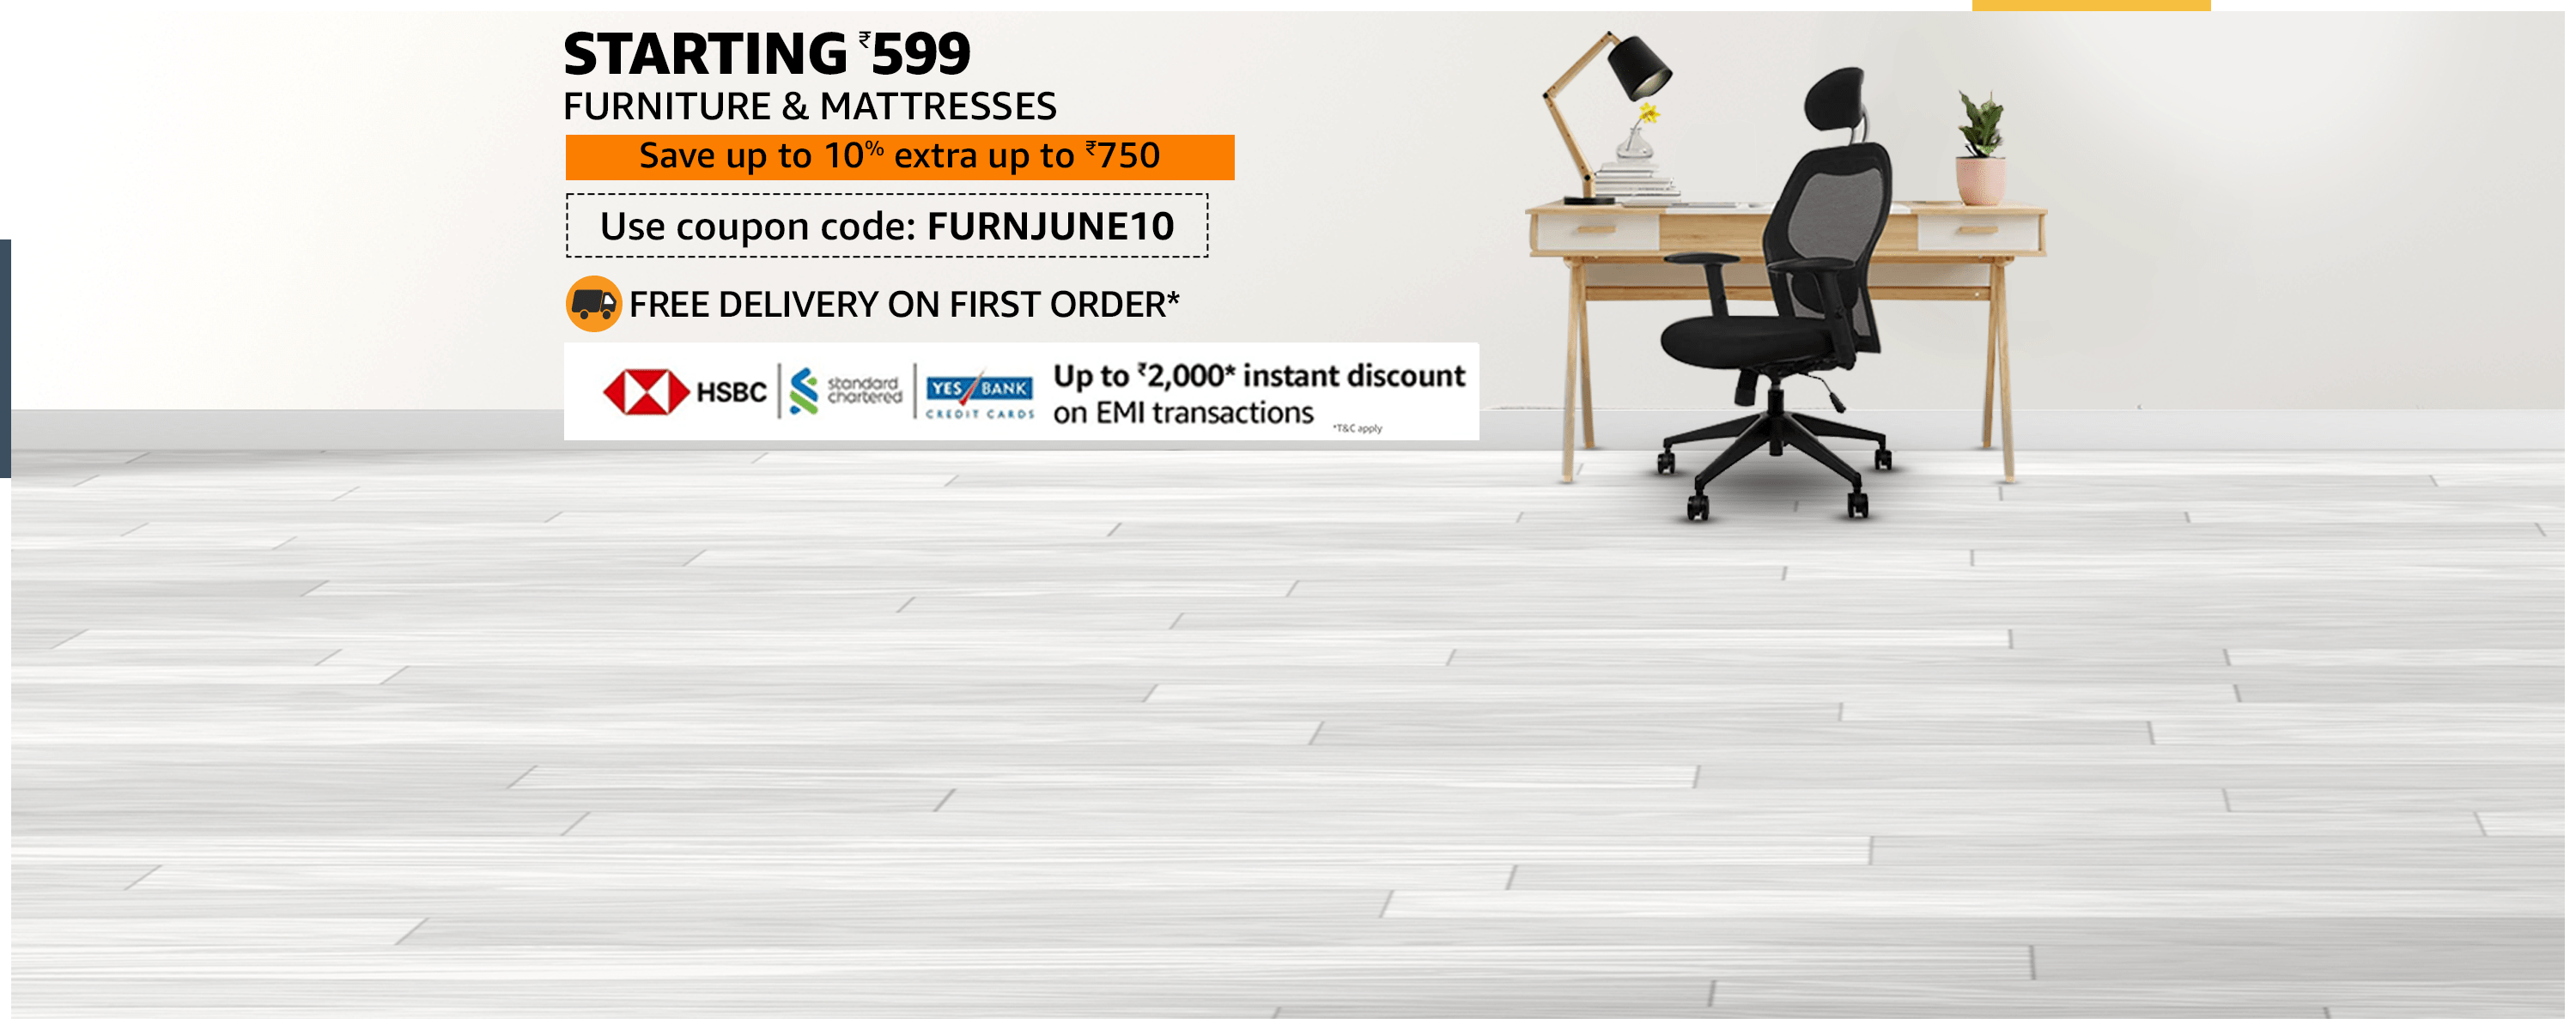 STARTING ₹599
FURNITURE & MATTRESSES
Save up to 10% extra up to ₹750
Use coupon code: FURNJUNE10
FREE DELIVERY ON FIRST ORDER*
HSBC
standard
chartered
YES BANK
CREDIT CARDS
Up to ₹2,000* instant discount
on EMI transactions
*T&C apply